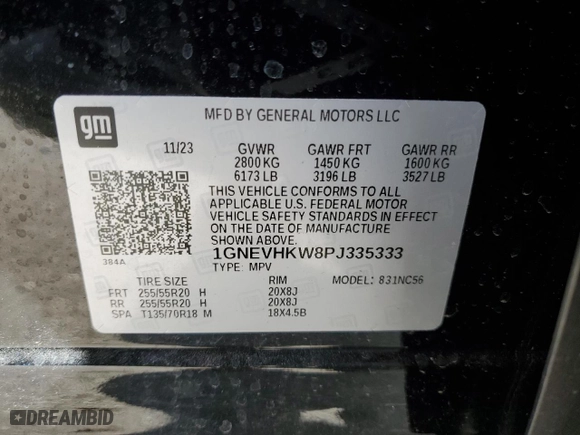 gm
MFD BY GENERAL MOTORS LLC
11/23 GVWR GAWR FRT GAWR RR
2800 KG 1450 KG 1600 KG
6173 LB 3196 LB 3527 LB
THIS VEHICLE CONFORMS TO ALL
APPLICABLE U.S. FEDERAL MOTOR
VEHICLE SAFETY STANDARDS IN EFFECT
ON THE DATE OF MANUFACTURE
SHOWN ABOVE.
384A
1GNEVHKW8PJ335333
TYPE: MPV
TIRE SIZE RIM MODEL: 831NC56
FRT 255/55R20 H 20X8J
RR 255/55R20 H 20X8J
SPA T135/70R18 M 18X4.5B
DREAMBID